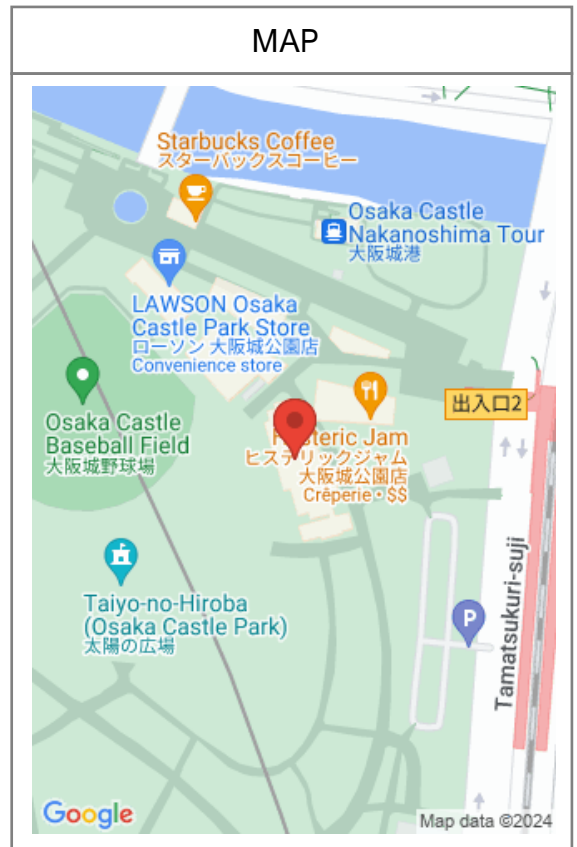 MAP
Starbucks Coffee
スターバックスコーヒー
Osaka Castle
Nakanoshima Tour
大阪城港
LAWSON Osaka
Castle Park Store
ローソン 大阪城公園店
Convenience store
出入口2
Osaka Castle
Baseball Field
大阪城野球場
teric Jam
ヒステリックジャム
大阪城公園店
Crêperie • $$
Taiyo-no-Hiroba
(Osaka Castle Park)
太陽の広場
P
Tamatsukuri-suji
Google
Map data ©2024